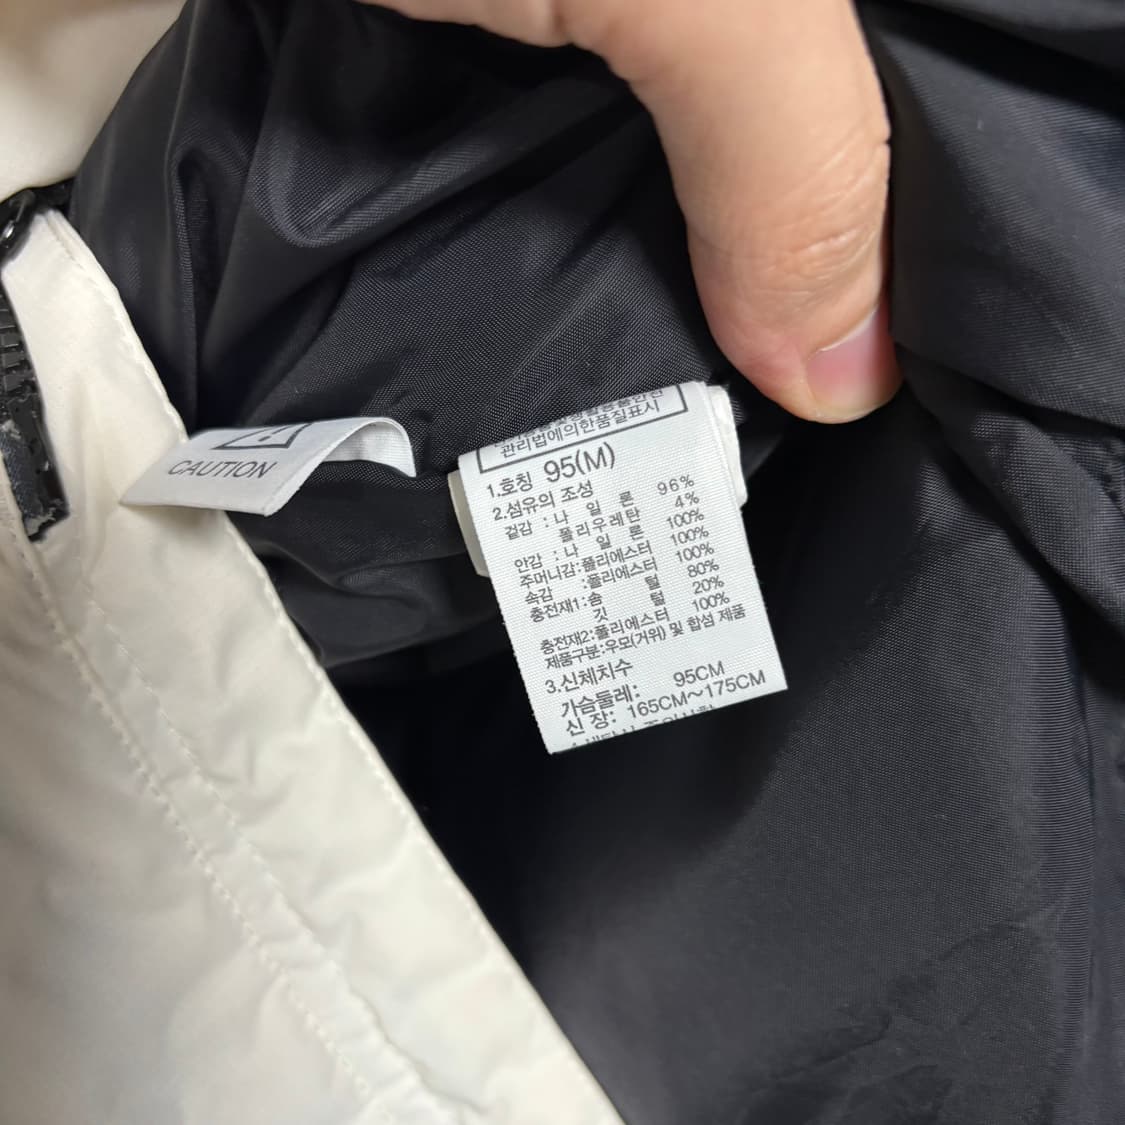 CAUTION
관리법에의한품질표시
1.호칭 95(M)
2.섬유의 조성
겉감 : 나 일 론 96%
폴리우레탄 4%
안감 : 나 일 론 100%
주머니감:폴리에스터 100%
속감 :폴리에스터 100%
충전재1:솜 털 80%
깃 털 20%
충전재2:폴리에스터 100%
제품구분:우모(거위) 및 합섬 제품
3.신체치수
가슴둘레: 95CM
신 장: 165CM~175CM